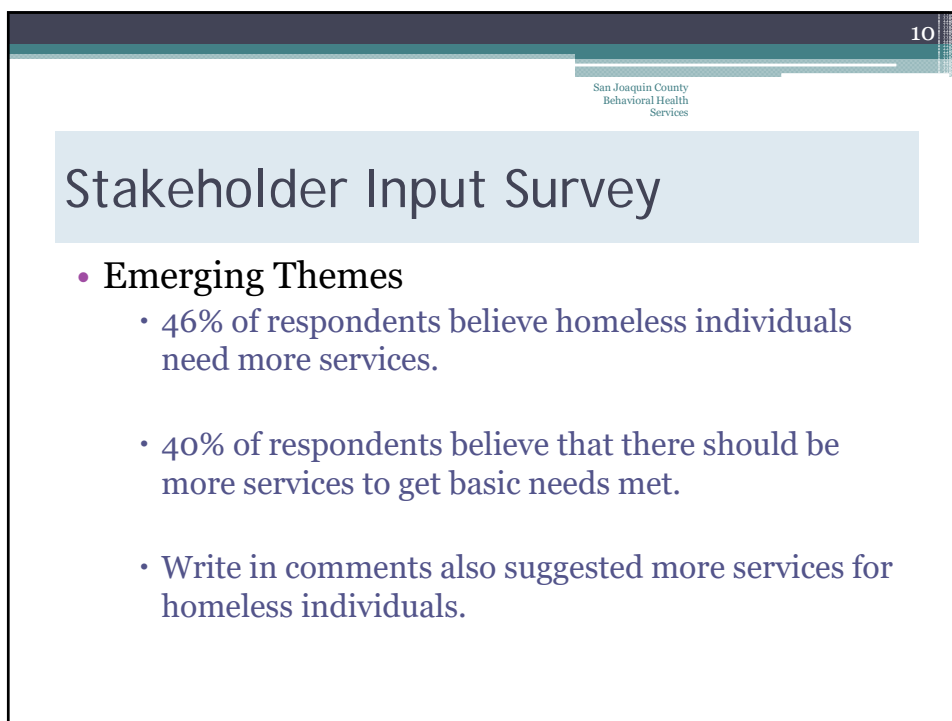 10
San Joaquin County
Behavioral Health
Services
Stakeholder Input Survey
• Emerging Themes
• 46% of respondents believe homeless individuals
need more services.
• 40% of respondents believe that there should be
more services to get basic needs met.
• Write in comments also suggested more services for
homeless individuals.